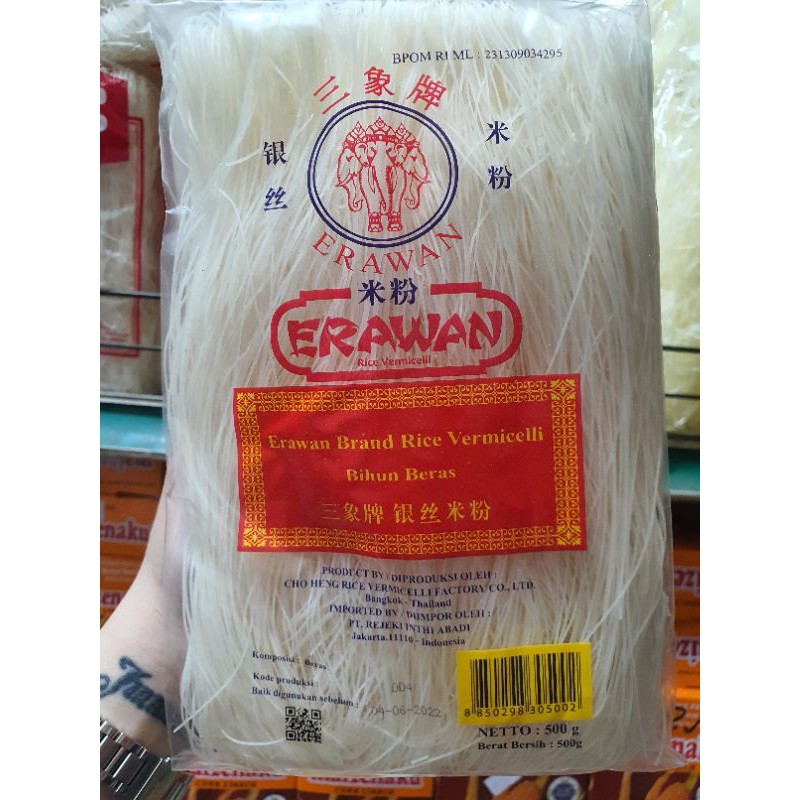 BPOM RI ML : 231309034295
三象牌
银丝
米粉
ERAWAN
米粉
ERAWAN
Rice Vermicelli
Erawan Brand Rice Vermicelli
Bihun Beras
三象牌 银丝米粉
PRODUCT BY / DIPRODUKSI OLEH :
CHO HENG RICE VERMICELLI FACTORY CO., LTD.
Bangkok - Thailand
IMPORTED BY / DIMPOR OLEH :
PT. REJEKI INTHI ABADI
Jakarta.11110 - Indonesia
Komposisi : Beras
Kode produksi : DD4
Baik digunakan sebelum : 04-06-2022
8 850298 305002
NETTO : 500 g
Berat Bersih : 500g